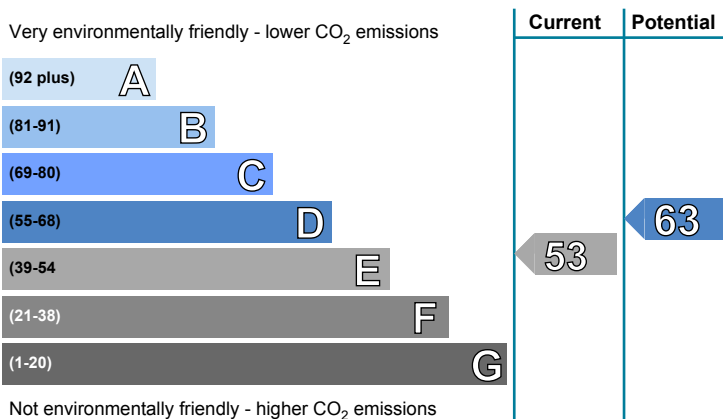 Very environmentally friendly - lower CO2 emissions
Current
Potential
(92 plus) A
(81-91) B
(69-80) C
(55-68) D
(39-54 E
(21-38) F
(1-20) G
53
63
Not environmentally friendly - higher CO2 emissions